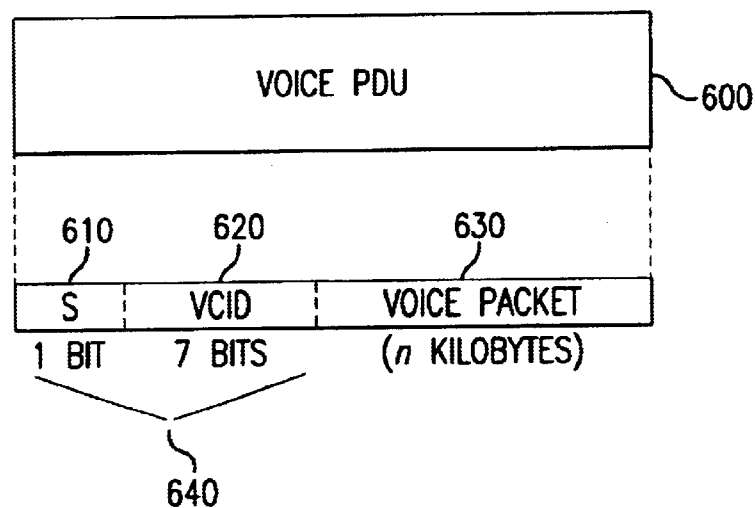 VOICE PDU
600
610 620 630
S VCID VOICE PACKET
1 BIT 7 BITS (n KILOBYTES)
640